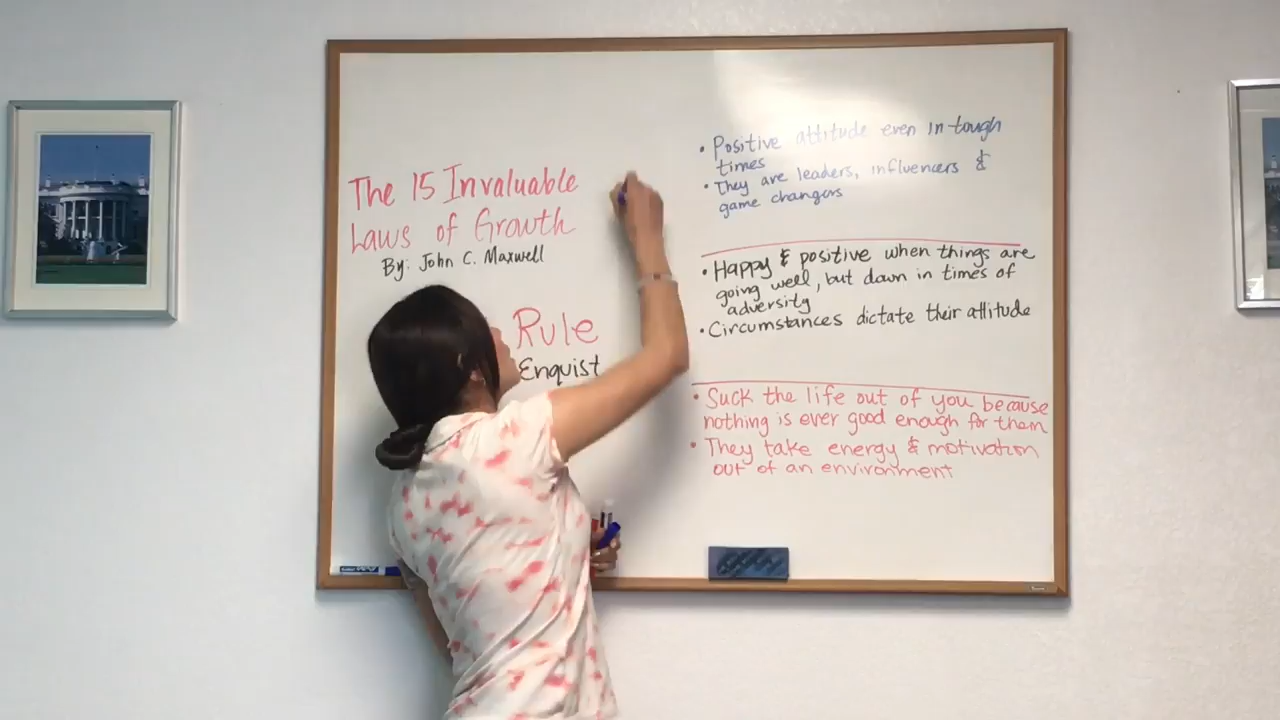 The 15 Invaluable
Laws of Growth
By: John C. Maxwell
Rule
Enquist
• Positive attitude even in tough
times
• They are leaders, influencers &
game changers
• Happy & positive when things are
going well, but down in times of
adversity
• Circumstances dictate their attitude
• Suck the life out of you because
nothing is ever good enough for them
• They take energy & motivation
out of an environment